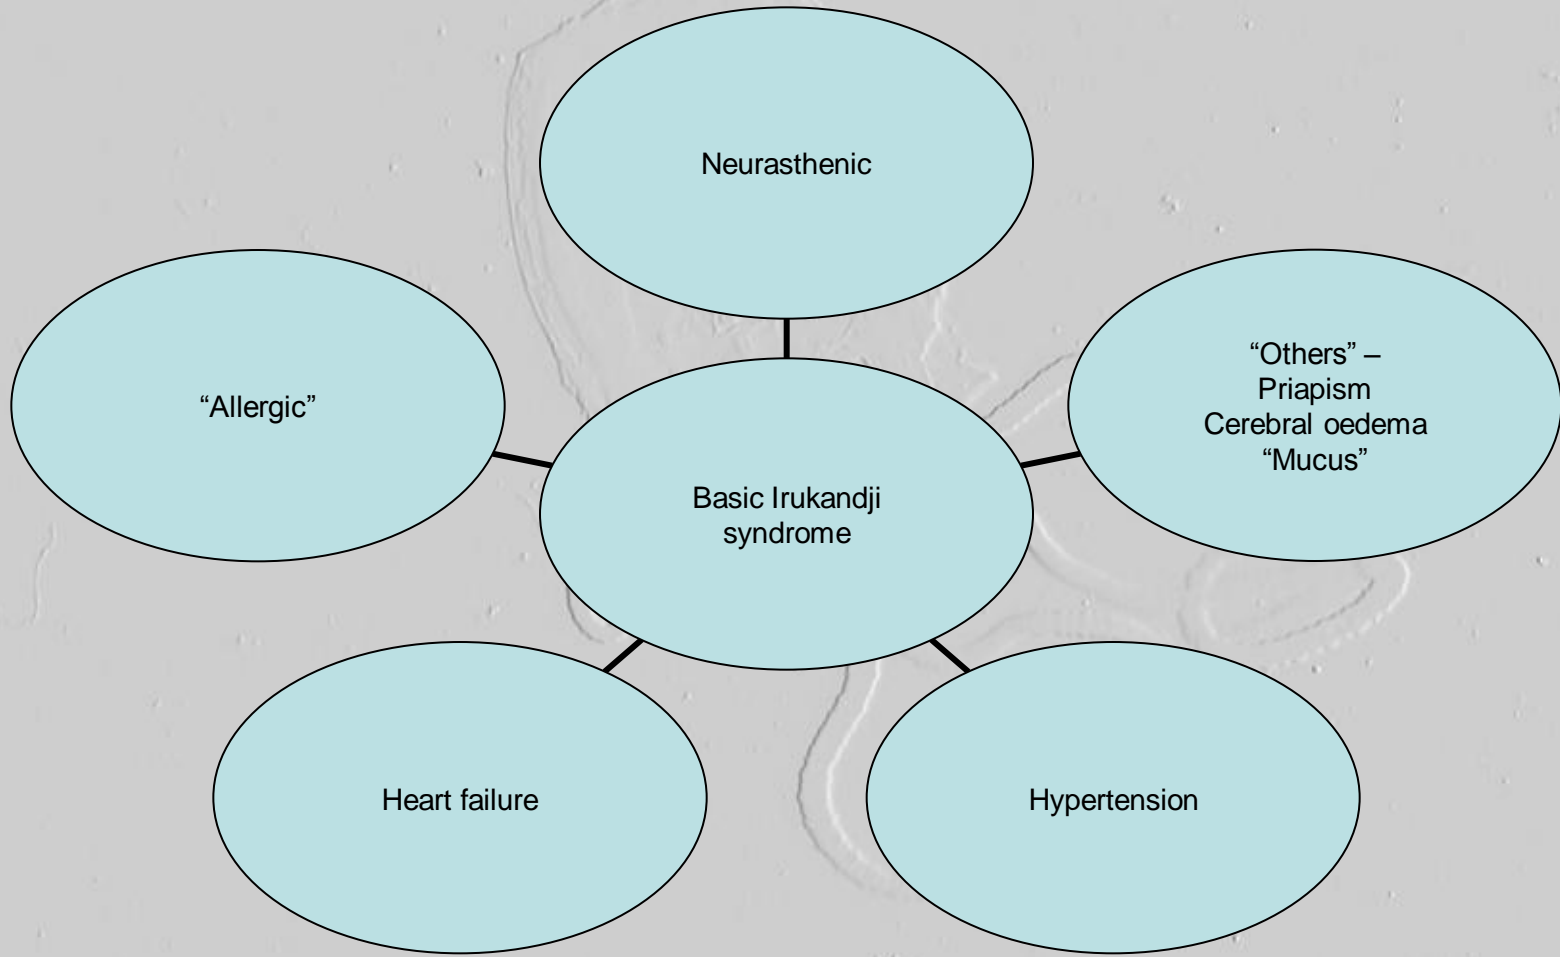 Neurasthenic
“Allergic”
“Others” –
Priapism
Cerebral oedema
“Mucus”
Basic Irukandji
syndrome
Heart failure
Hypertension